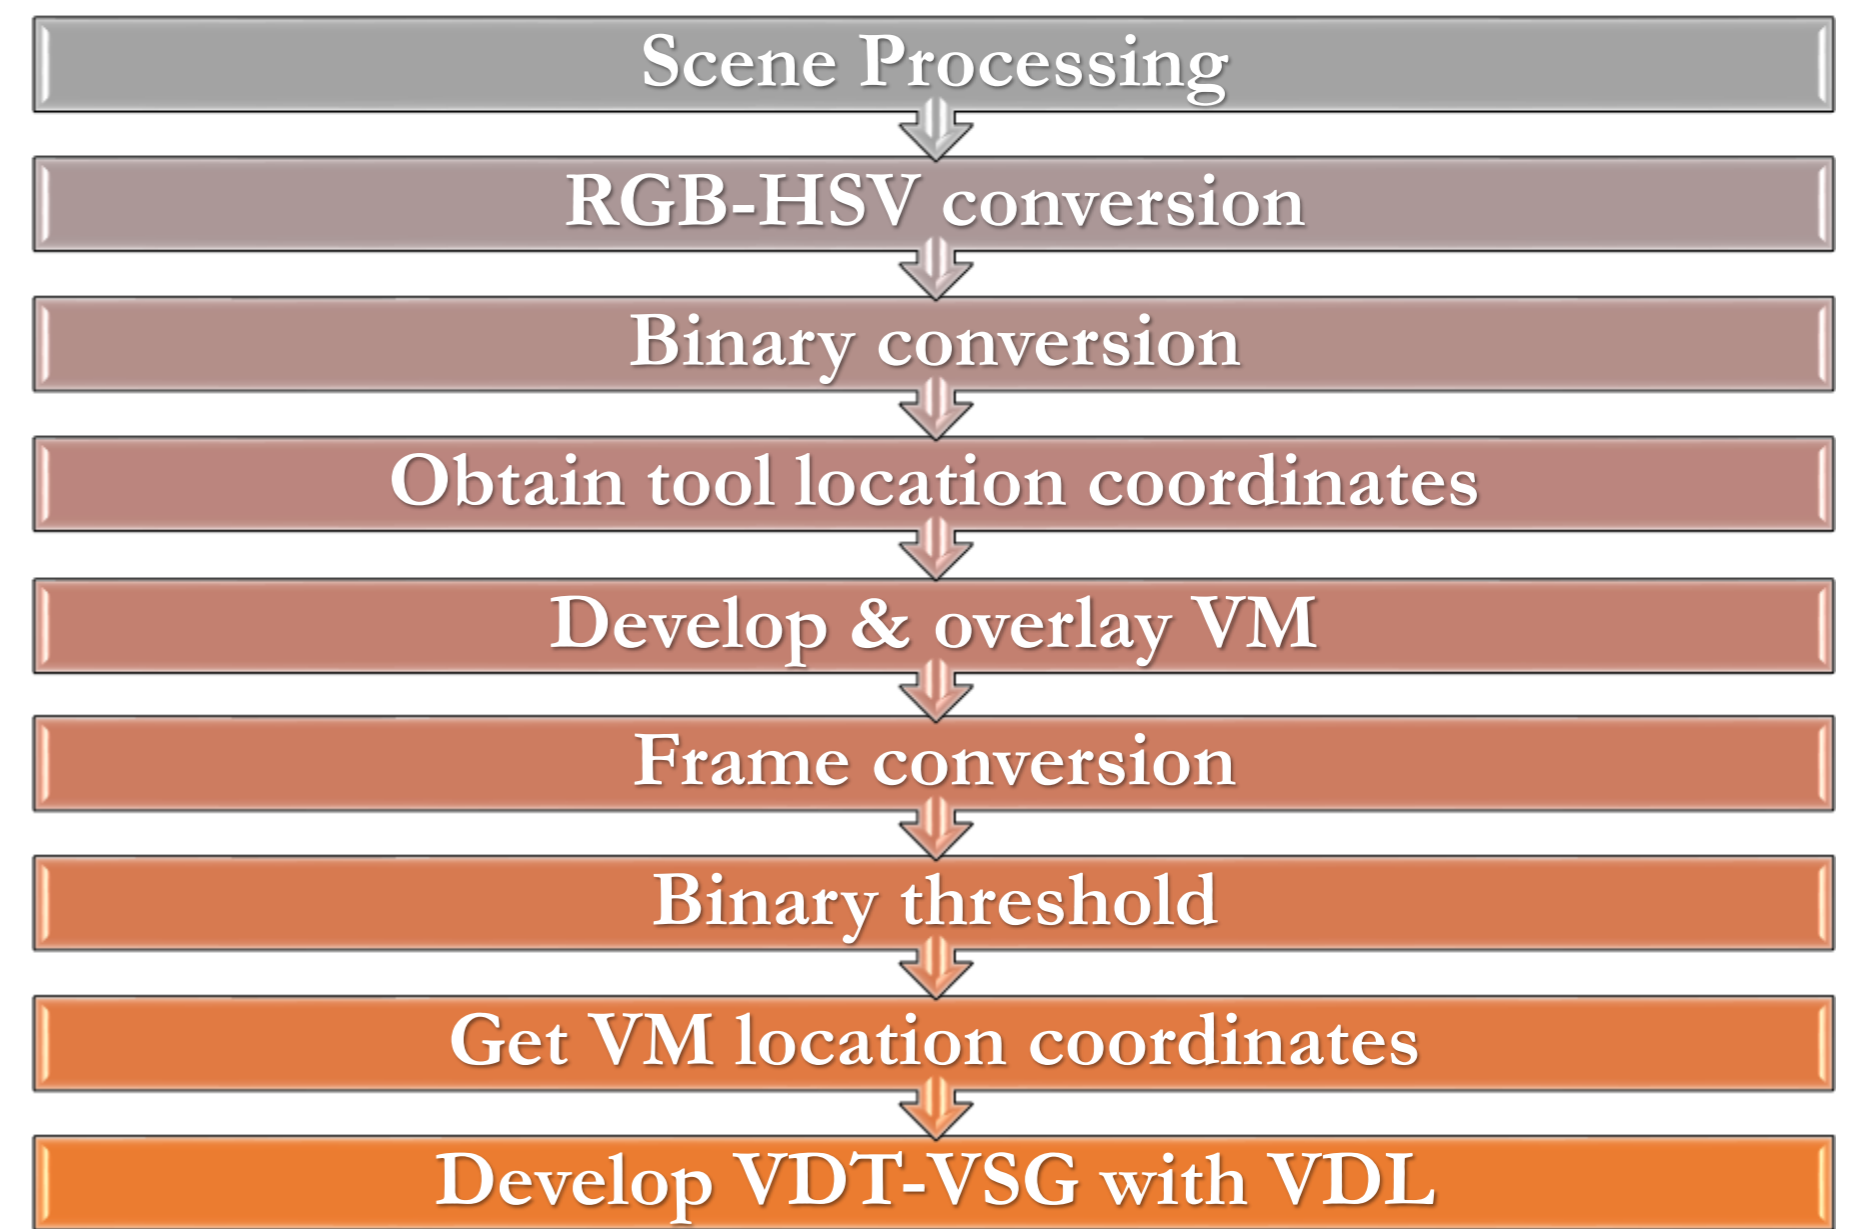 Scene Processing
RGB-HSV conversion
Binary conversion
Obtain tool location coordinates
Develop & overlay VM
Frame conversion
Binary threshold
Get VM location coordinates
Develop VDT-VSG with VDL